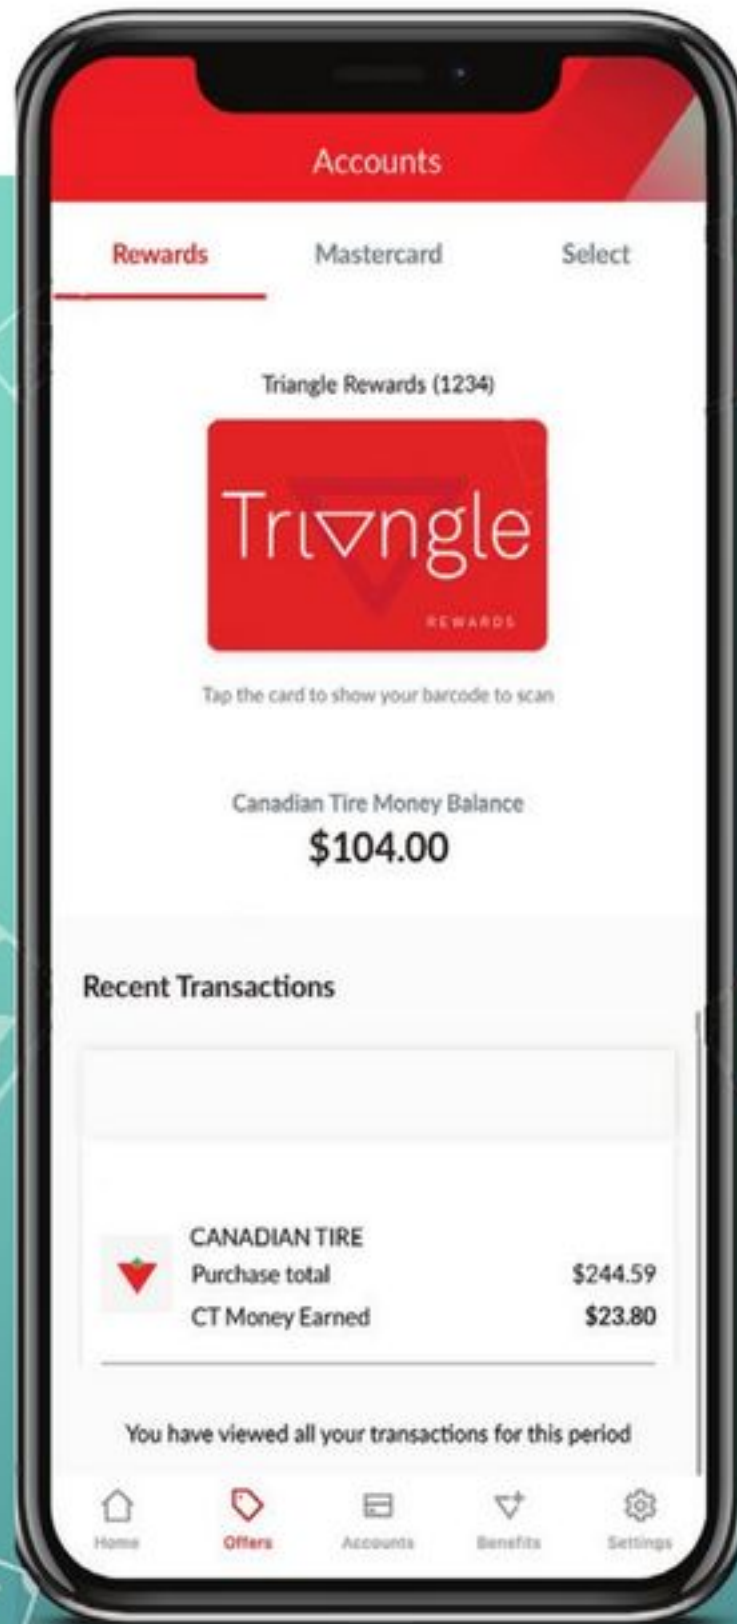 Accounts
Rewards Mastercard Select
Triangle Rewards (1234)
Triangle
REWARDS
Tap the card to show your barcode to scan
Canadian Tire Money Balance
$104.00
Recent Transactions
CANADIAN TIRE
Purchase total $244.59
CT Money Earned $23.80
You have viewed all your transactions for this period
Home Offers Accounts Benefits Settings